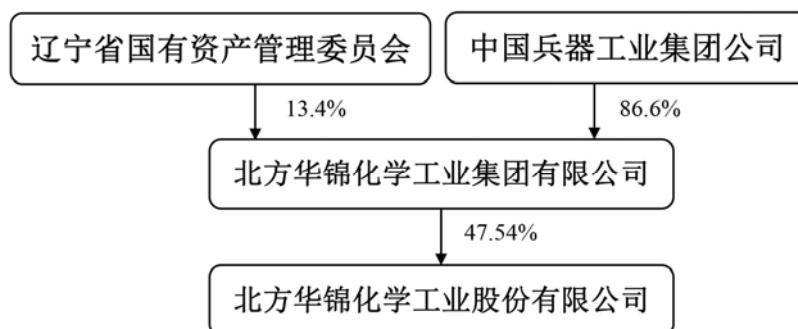 辽宁省国有资产管理委员会
中国兵器工业集团公司
13.4%
86.6%
北方华锦化学工业集团有限公司
47.54%
北方华锦化学工业股份有限公司